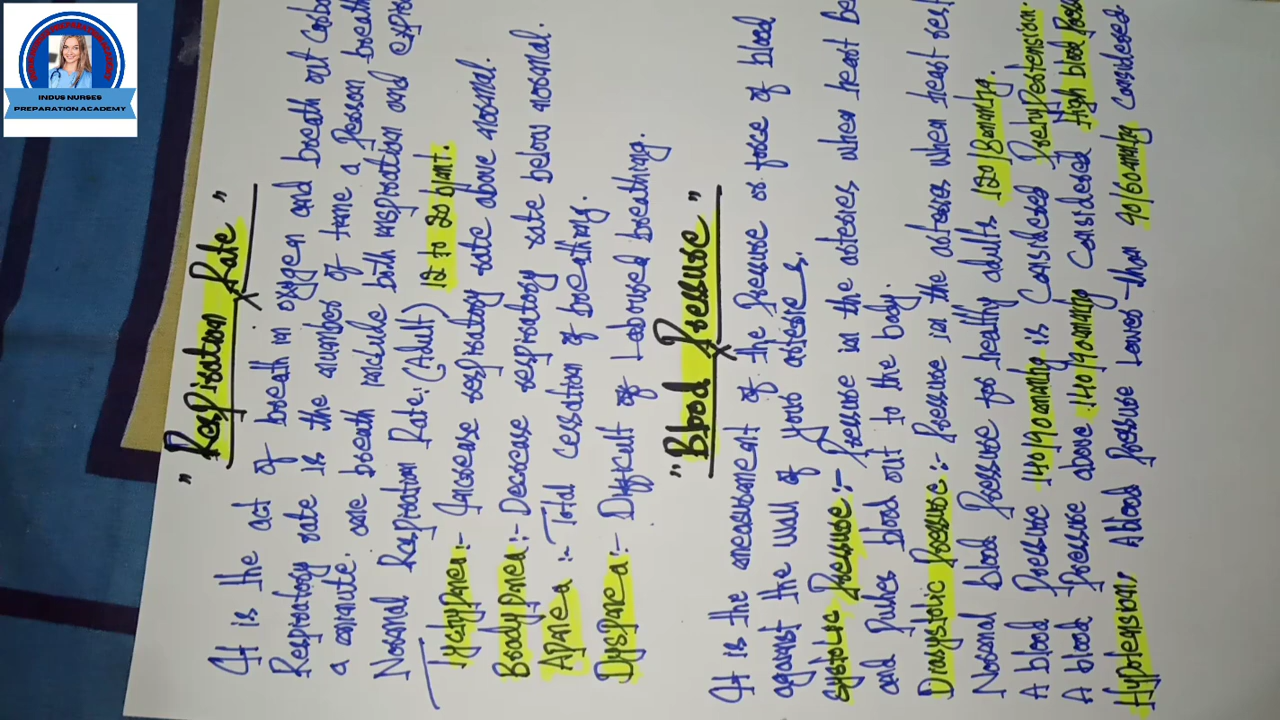 INDUS NURSES
PREPARATION ACADEMY
" Respiration Rate "
It is the act of breath in oxygen and breath out
Respiratory rate is the number of time a Person breath
a minute. one breath include both inspiration and
Normal Respiration Rate: (Adult) 12 to 20 b/mt.
Tychypnea:- Increase respiratory rate above normal.
Bradypnea:- Decrease respiratory rate below normal.
Apnea :- Total cessation of breathing.
Dyspnea:- Difficult of Laboured breathing.
" Blood Pressure "
It is the measurement of the Pressure or force of blood
against the wall of your arteries.
Systolic Pressure:- Pressure in the arteries when heart be
and Pushes blood out to the body.
Diasystolic Pressure:- Pressure in the arteries when heart rest
Normal blood Pressure for healthy adults 120/80mmHg.
A blood Pressure 140/90mmHg is Considered Prehypertension.
A blood Pressure above 140/90mmHg Considered High blood Press
Hypotension, A blood Pressure Lower than 90/60mmHg Considered